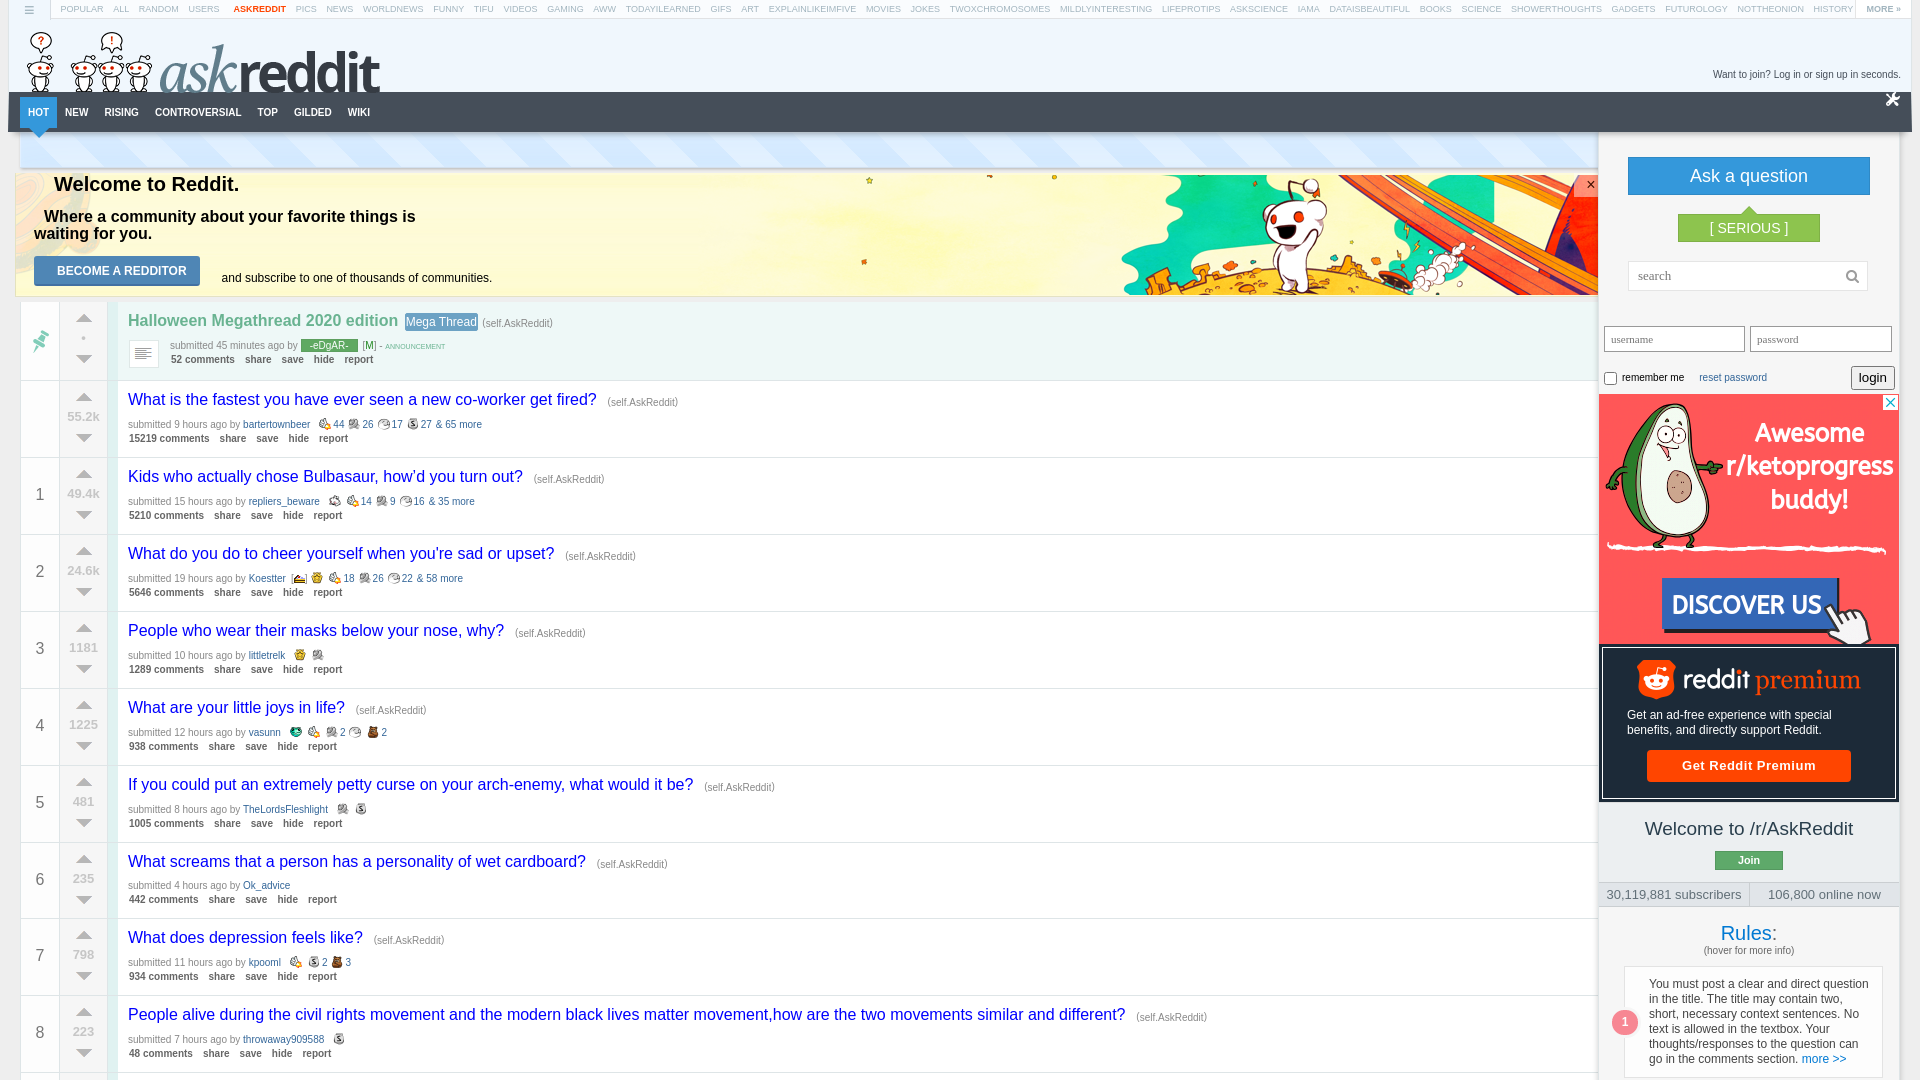 ≡ POPULAR ALL RANDOM USERS ASKREDDIT PICS NEWS WORLDNEWS FUNNY TIFU VIDEOS GAMING AWW TODAYILEARNED GIFS ART EXPLAINLIKEIMFIVE MOVIES JOKES TWOXCHROMOSOMES MILDLYINTERESTING LIFEPROTIPS ASKSCIENCE IAMA DATAISBEAUTIFUL BOOKS SCIENCE SHOWERTHOUGHTS GADGETS FUTUROLOGY NOTTHEONION HISTORY MORE »
? !
askreddit
Want to join? Log in or sign up in seconds.
HOT NEW RISING CONTROVERSIAL TOP GILDED WIKI
Welcome to Reddit.
Where a community about your favorite things is
waiting for you.
BECOME A REDDITOR and subscribe to one of thousands of communities.
×
Halloween Megathread 2020 edition Mega Thread (self.AskReddit)
•
submitted 45 minutes ago by -eDgAR- [M] - ANNOUNCEMENT
52 comments share save hide report
What is the fastest you have ever seen a new co-worker get fired? (self.AskReddit)
55.2k
submitted 9 hours ago by bartertownbeer 44 26 17 27 & 65 more
15219 comments share save hide report
Kids who actually chose Bulbasaur, how’d you turn out? (self.AskReddit)
1 49.4k
submitted 15 hours ago by repliers_beware 14 9 16 & 35 more
5210 comments share save hide report
What do you do to cheer yourself when you're sad or upset? (self.AskReddit)
2 24.6k
submitted 19 hours ago by Koestter [ ] 18 26 22 & 58 more
5646 comments share save hide report
People who wear their masks below your nose, why? (self.AskReddit)
3 1181
submitted 10 hours ago by littletrelk
1289 comments share save hide report
What are your little joys in life? (self.AskReddit)
4 1225
submitted 12 hours ago by vasunn 2 2
938 comments share save hide report
If you could put an extremely petty curse on your arch-enemy, what would it be? (self.AskReddit)
5 481
submitted 8 hours ago by TheLordsFleshlight
1005 comments share save hide report
What screams that a person has a personality of wet cardboard? (self.AskReddit)
6 235
submitted 4 hours ago by Ok_advice
442 comments share save hide report
What does depression feels like? (self.AskReddit)
7 798
submitted 11 hours ago by kpooml 2 3
934 comments share save hide report
People alive during the civil rights movement and the modern black lives matter movement,how are the two movements similar and different? (self.AskReddit)
8 223
submitted 7 hours ago by throwaway909588
48 comments share save hide report
Ask a question
[ SERIOUS ]
search
username password
remember me reset password login
Awesome
r/ketoprogress
buddy!
DISCOVER US
reddit premium
Get an ad-free experience with special
benefits, and directly support Reddit.
Get Reddit Premium
Welcome to /r/AskReddit
Join
30,119,881 subscribers 106,800 online now
Rules:
(hover for more info)
1
You must post a clear and direct question
in the title. The title may contain two,
short, necessary context sentences. No
text is allowed in the textbox. Your
thoughts/responses to the question can
go in the comments section. more >>